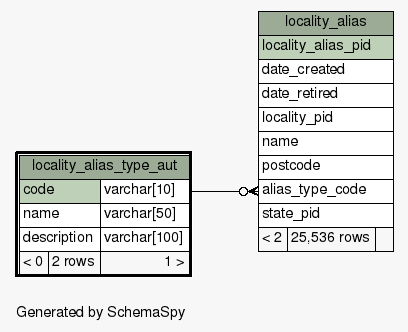 locality_alias
locality_alias_pid
date_created
date_retired
locality_pid
name
postcode
alias_type_code
state_pid
< 2 25,536 rows
locality_alias_type_aut
code varchar[10]
name varchar[50]
description varchar[100]
< 0 2 rows 1 >
Generated by SchemaSpy